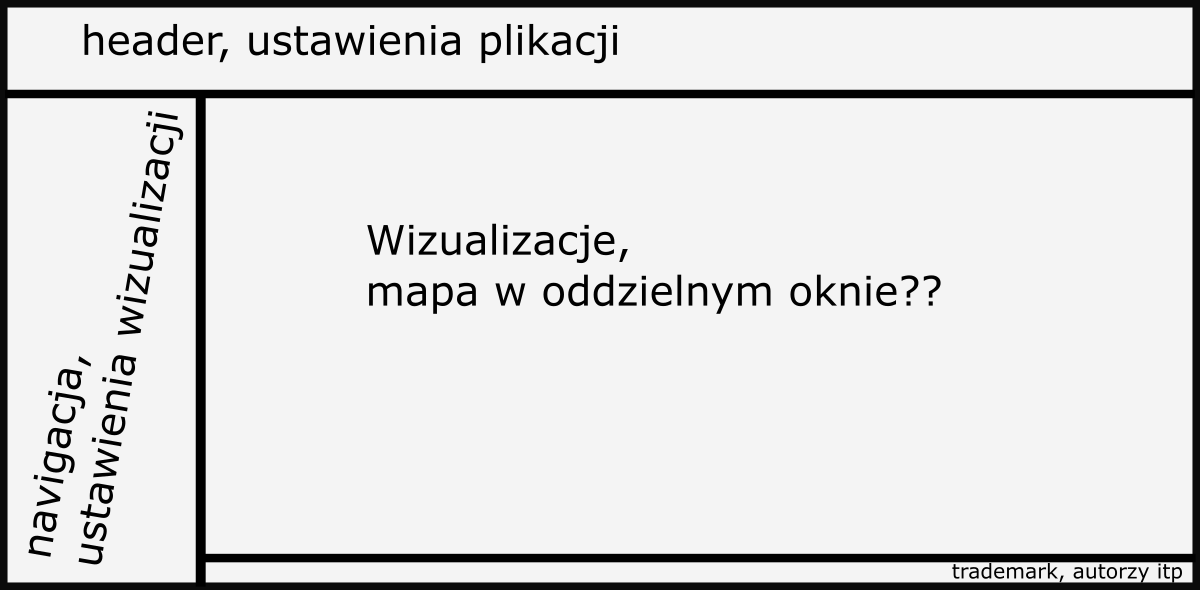 header, ustawienia plikacji
navigacja,
ustawienia wizualizacji
Wizualizacje,
mapa w oddzielnym oknie??
trademark, autorzy itp